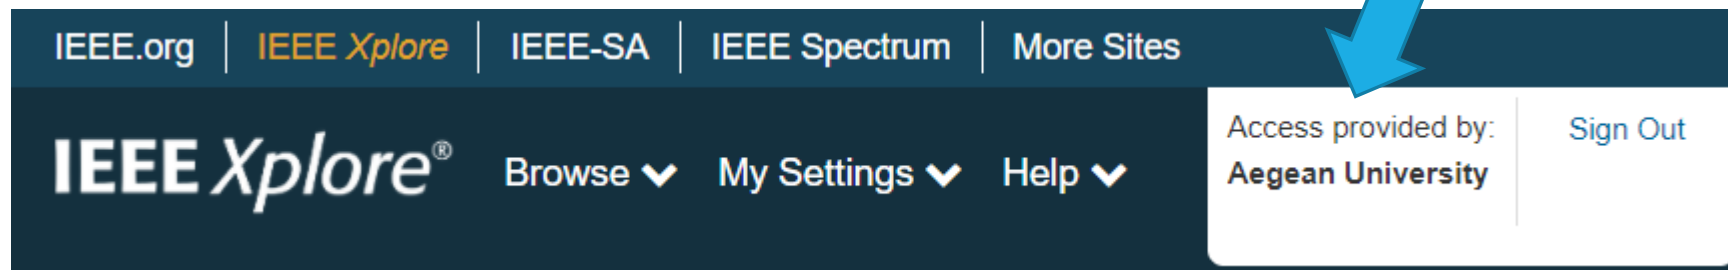 IEEE.org IEEE Xplore IEEE-SA IEEE Spectrum More Sites
IEEE Xplore® Browse My Settings Help
Access provided by:
Aegean University
Sign Out